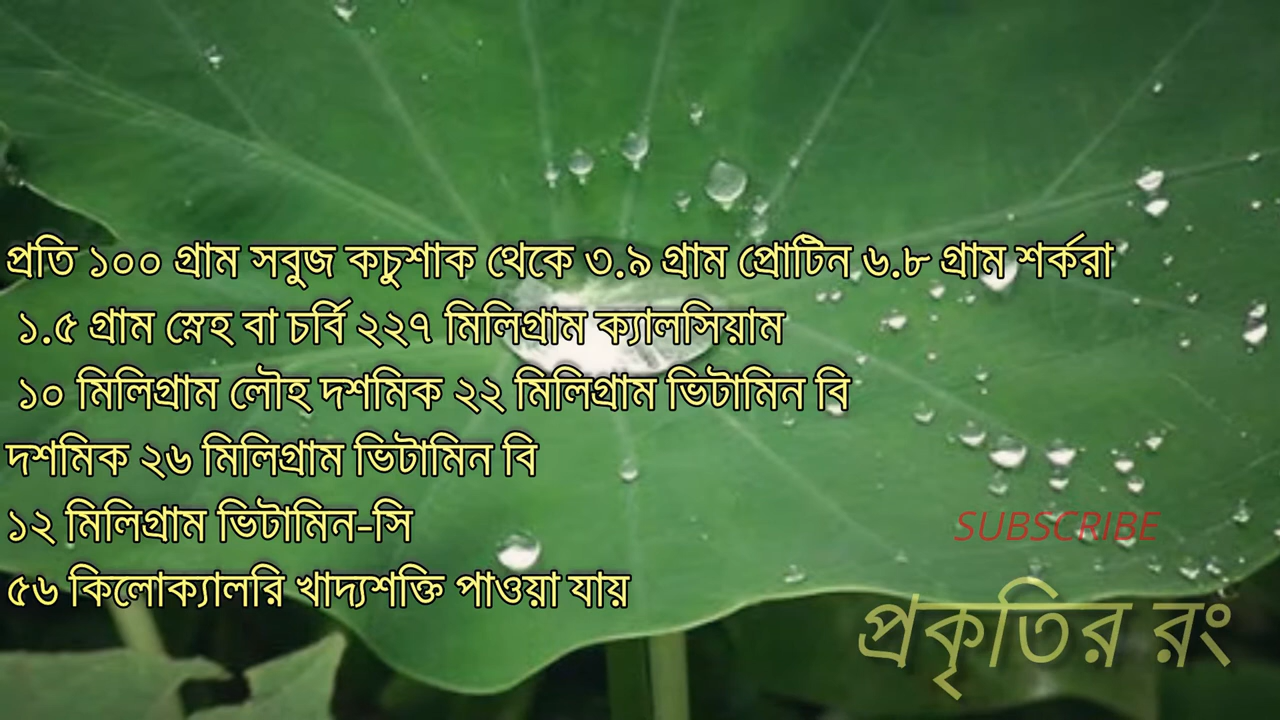 প্রতি ১০০ গ্রাম সবুজ কচুশাক থেকে ৩.৯ গ্রাম প্রোটিন ৬.৮ গ্রাম শর্করা
১.৫ গ্রাম স্নেহ বা চর্বি ২২৭ মিলিগ্রাম ক্যালসিয়াম
১০ মিলিগ্রাম লৌহ দশমিক ২২ মিলিগ্রাম ভিটামিন বি
দশমিক ২৬ মিলিগ্রাম ভিটামিন বি
১২ মিলিগ্রাম ভিটামিন-সি
SUBSCRIBE
৫৬ কিলোক্যালরি খাদ্যশক্তি পাওয়া যায়
প্রকৃতির রং